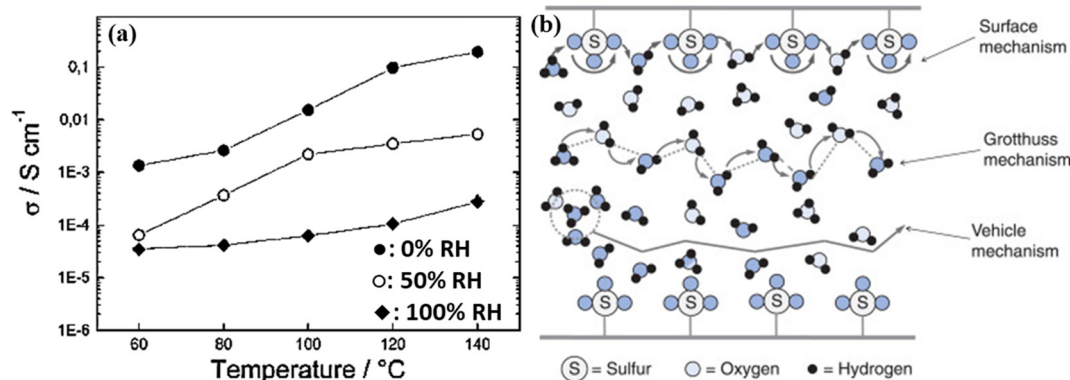 (a)
σ / S cm⁻¹
0,1
0,01
1E-3
1E-4
1E-5
1E-6
●: 0% RH
○: 50% RH
◆: 100% RH
60 80 100 120 140
Temperature / °C
(b)
S S S S
Surface
mechanism
Grotthuss
mechanism
Vehicle
mechanism
S S S S
S = Sulfur = Oxygen = Hydrogen